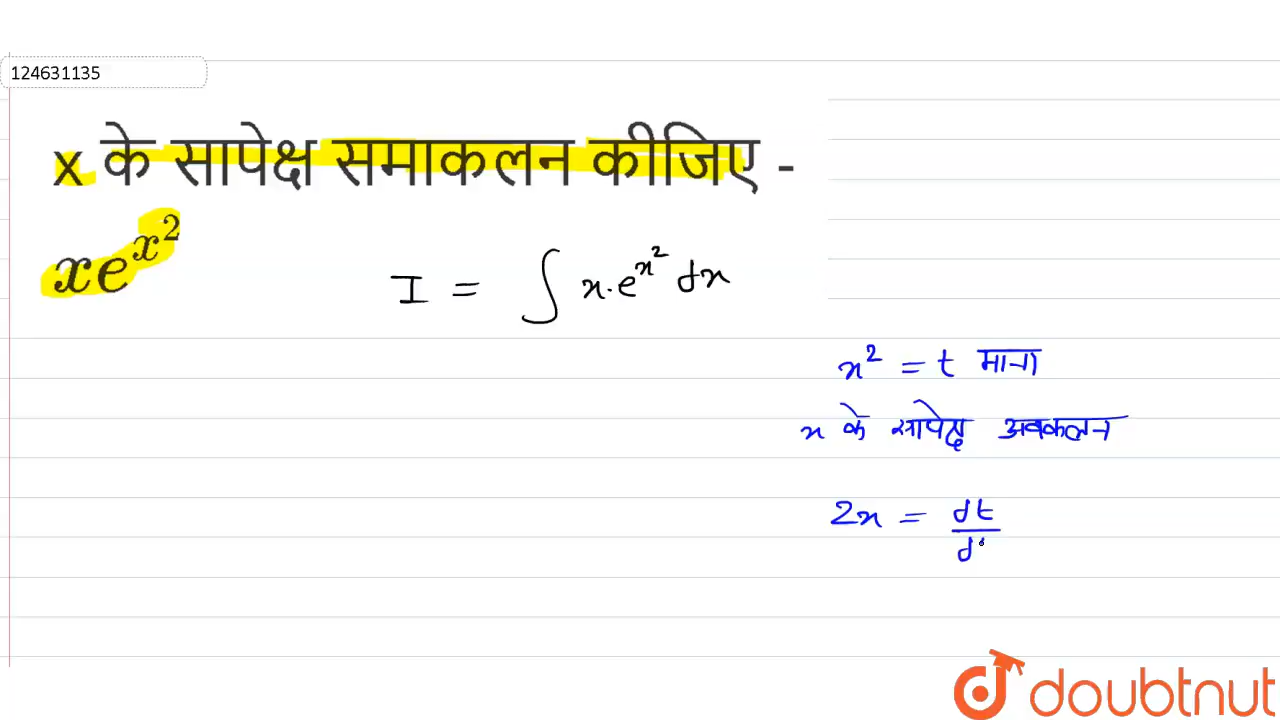 124631135
x के सापेक्ष समाकलन कीजिए -
xe^{x^2}
I = ∫ x.e^{x^2} dx
x^2 = t माना
x के सापेक्ष अवकलन
2x = dt
d
doubtnut